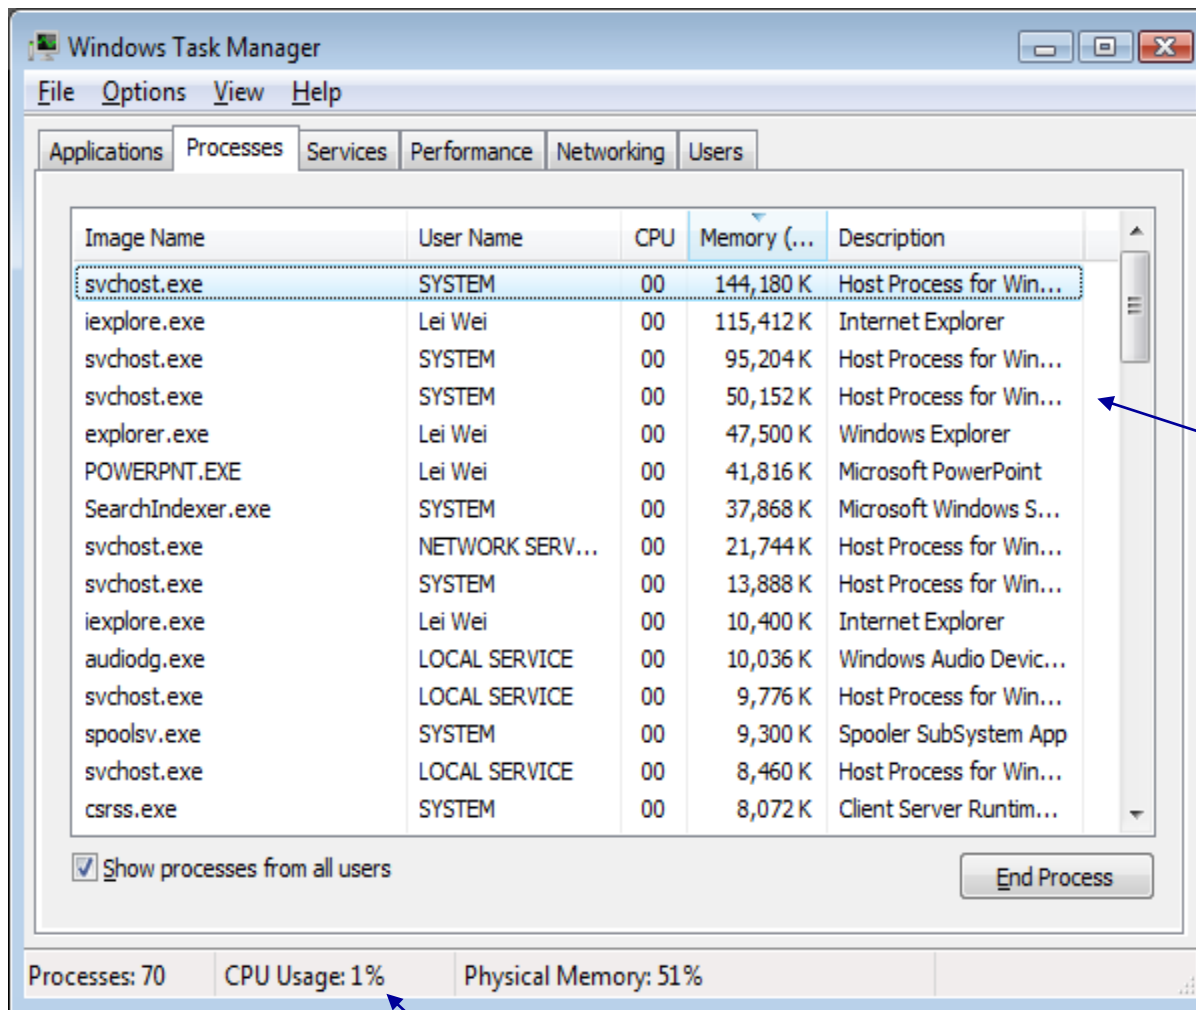 Windows Task Manager
File Options View Help
Applications Processes Services Performance Networking Users
Image Name User Name CPU Memory (... Description
svchost.exe SYSTEM 00 144,180 K Host Process for Win...
iexplore.exe Lei Wei 00 115,412 K Internet Explorer
svchost.exe SYSTEM 00 95,204 K Host Process for Win...
svchost.exe SYSTEM 00 50,152 K Host Process for Win...
explorer.exe Lei Wei 00 47,500 K Windows Explorer
POWERPNT.EXE Lei Wei 00 41,816 K Microsoft PowerPoint
SearchIndexer.exe SYSTEM 00 37,868 K Microsoft Windows S...
svchost.exe NETWORK SERV... 00 21,744 K Host Process for Win...
svchost.exe SYSTEM 00 13,888 K Host Process for Win...
iexplore.exe Lei Wei 00 10,400 K Internet Explorer
audiodg.exe LOCAL SERVICE 00 10,036 K Windows Audio Devic...
svchost.exe LOCAL SERVICE 00 9,776 K Host Process for Win...
spoolsv.exe SYSTEM 00 9,300 K Spooler SubSystem App
svchost.exe LOCAL SERVICE 00 8,460 K Host Process for Win...
csrss.exe SYSTEM 00 8,072 K Client Server Runtim...
Show processes from all users
End Process
Processes: 70 CPU Usage: 1% Physical Memory: 51%